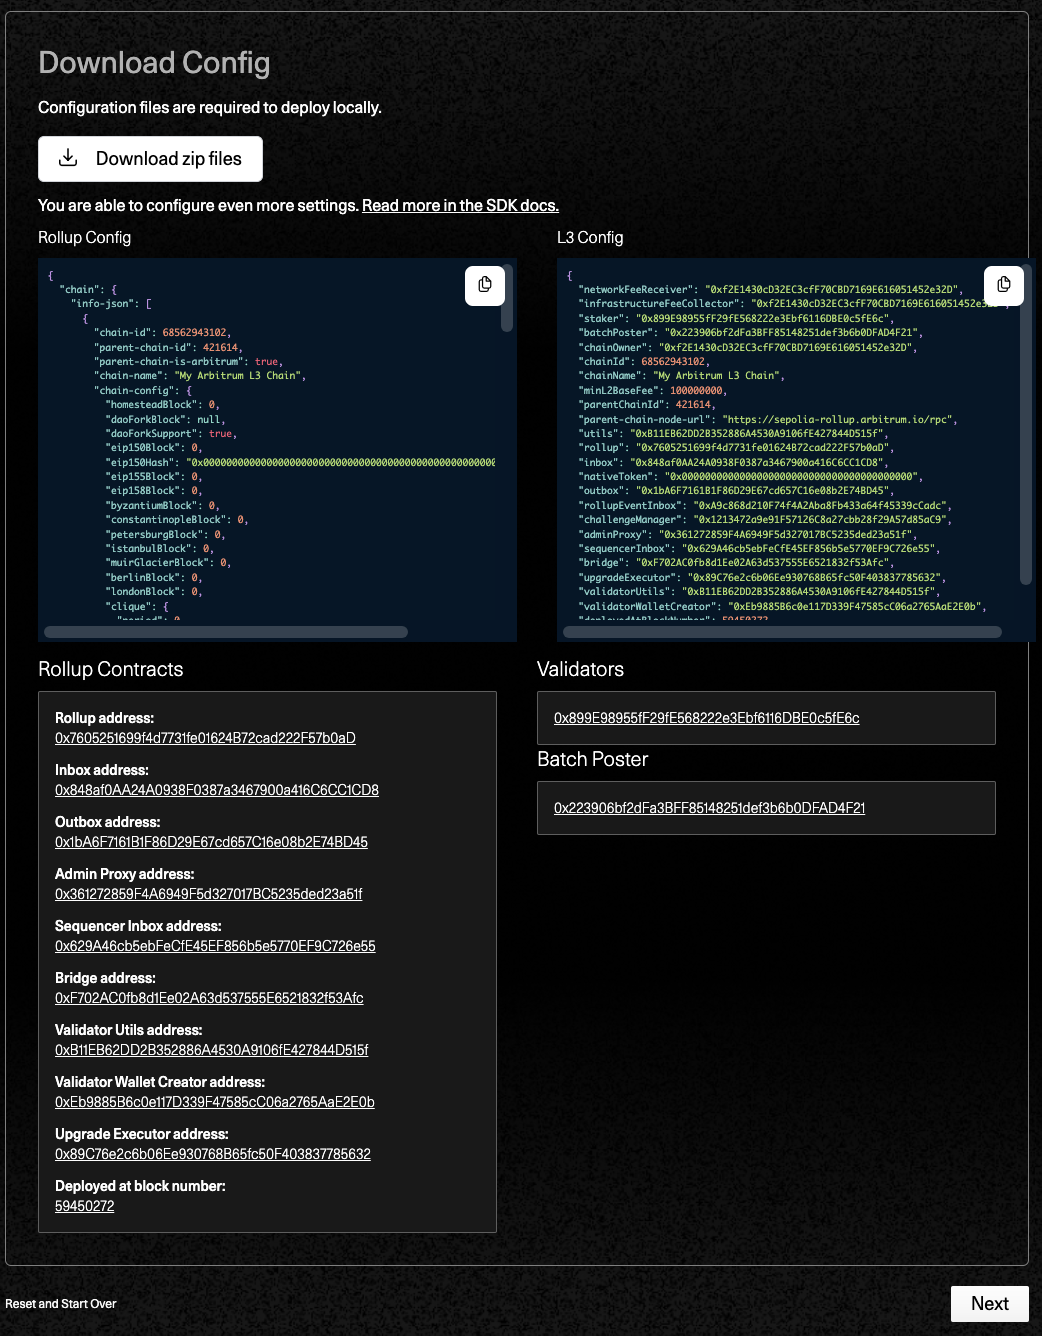 Download Config
Configuration files are required to deploy locally.
Download zip files
You are able to configure even more settings. Read more in the SDK docs.
Rollup Config
{
"chain": {
"info-json": [
{
"chain-id": 68562943102,
"parent-chain-id": 421614,
"parent-chain-is-arbitrum": true,
"chain-name": "My Arbitrum L3 Chain",
"chain-config": {
"homesteadBlock": 0,
"daoForkBlock": null,
"daoForkSupport": true,
"eip150Block": 0,
"eip150Hash":
"eip155Block": 0,
"eip158Block": 0,
"byzantiumBlock": 0,
"constantinopleBlock": 0,
"petersburgBlock": 0,
"istanbulBlock": 0,
"muirGlacierBlock": 0,
"berlinBlock": 0,
"londonBlock": 0,
"clique": {
"period": 0
L3 Config
{
"networkFeeReceiver": "0xf2E1430cD32EC3cfF70CBD7169E616051452e32D",
"infrastructureFeeCollector":
"staker": "0x899E98955fF29fE568222e3Ebf6116DBE0c5fE6c",
"batchPoster": "0x223906bf2dFa3BFF85148251def3b6b0DFAD4F21",
"chainOwner": "0xf2E1430cD32EC3cfF70CBD7169E616051452e32D",
"chainId": 68562943102,
"chainName": "My Arbitrum L3 Chain",
"minL2BaseFee": 100000000,
"parentChainId": 421614,
"parent-chain-node-url": "https://sepolia-rollup.arbitrum.io/rpc",
"utils": "0xB11EB62DD2B352886A4530A9106fE427844D515f",
"rollup": "0x7605251699f4d7731fe01624B72cad222F57b0aD",
"inbox": "0x848af0AA24A0938F0387a3467900a416C6CC1CD8",
"nativeToken": "0x0000000000000000000000000000000000000000",
"outbox": "0x1bA6F7161B1F86D29E67cd657C16e08b2E74BD45",
"rollupEventInbox": "0xA9c868d210F74f4A2Aba8Fb433a64f45339cCadc",
"challengeManager": "0x1213472a9e91F57126C8a27cbb28f29A57d85aC9",
"adminProxy": "0x361272859F4A6949F5d327017BC5235ded23a51f",
"sequencerInbox": "0x629A46cb5ebFeCfE45EF856b5e5770EF9C726e55",
"bridge": "0xF702AC0fb8d1Ee02A63d537555E6521832f53Afc",
"upgradeExecutor": "0x89C76e2c6b06Ee930768B65fc50F403837785632",
"validatorUtils": "0xB11EB62DD2B352886A4530A9106fE427844D515f",
"validatorWalletCreator": "0xEb9885B6c0e117D339F47585cC06a2765AaE2E0b",
"deployedAtBlockNumber": 59450272
Rollup Contracts
Rollup address:
0x7605251699f4d7731fe01624B72cad222F57b0aD
Inbox address:
0x848af0AA24A0938F0387a3467900a416C6CC1CD8
Outbox address:
0x1bA6F7161B1F86D29E67cd657C16e08b2E74BD45
Admin Proxy address:
0x361272859F4A6949F5d327017BC5235ded23a51f
Sequencer Inbox address:
0x629A46cb5ebFeCfE45EF856b5e5770EF9C726e55
Bridge address:
0xF702AC0fb8d1Ee02A63d537555E6521832f53Afc
Validator Utils address:
0xB11EB62DD2B352886A4530A9106fE427844D515f
Validator Wallet Creator address:
0xEb9885B6c0e117D339F47585cC06a2765AaE2E0b
Upgrade Executor address:
0x89C76e2c6b06Ee930768B65fc50F403837785632
Deployed at block number:
59450272
Validators
0x899E98955fF29fE568222e3Ebf6116DBE0c5fE6c
Batch Poster
0x223906bf2dFa3BFF85148251def3b6b0DFAD4F21
Reset and Start Over
Next